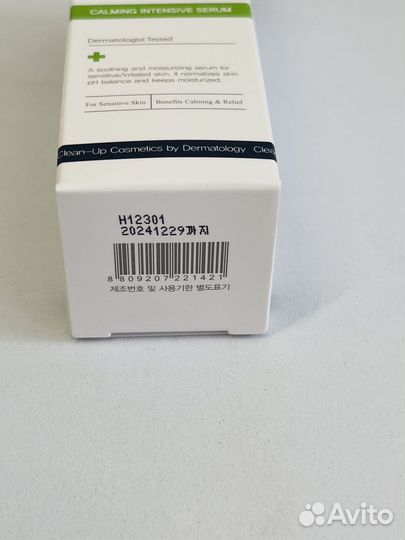 CALMING INTENSIVE SERUM
Dermatologist Tested
A soothing and moisturizing serum for
sensitive/irritated skin. It normalizes skin
pH balance and keeps moisturized.
For Sensitive Skin | Benefits Calming & Relief
Clean-Up Cosmetics by Dermatology Clea
H12301
20241229까지
8 809207 221421
제조번호 및 사용기한 별도표기
Avito